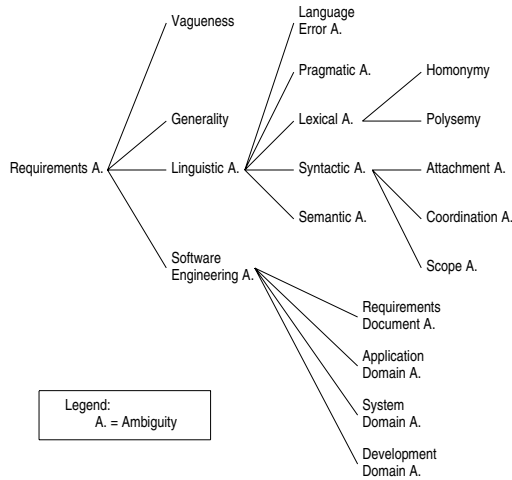 Vagueness
Language
Error A.
Pragmatic A.
Homonymy
Generality
Lexical A.
Polysemy
Requirements A.
Linguistic A.
Syntactic A.
Attachment A.
Semantic A.
Coordination A.
Software
Engineering A.
Scope A.
Requirements
Document A.
Application
Domain A.
System
Domain A.
Development
Domain A.
Legend:
A. = Ambiguity